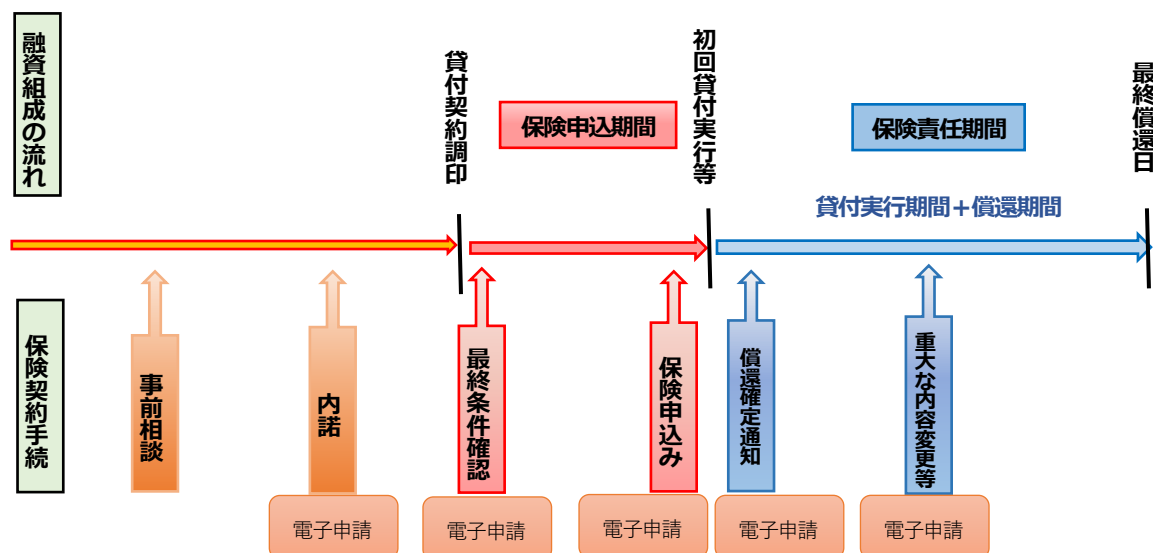 融資組成の流れ
貸付契約調印
保険申込期間
初回貸付実行等
保険責任期間
最終償還日
貸付実行期間＋償還期間
保険契約手続
事前相談
内諾
最終条件確認
保険申込み
償還確定通知
重大な内容変更等
電子申請
電子申請
電子申請
電子申請
電子申請